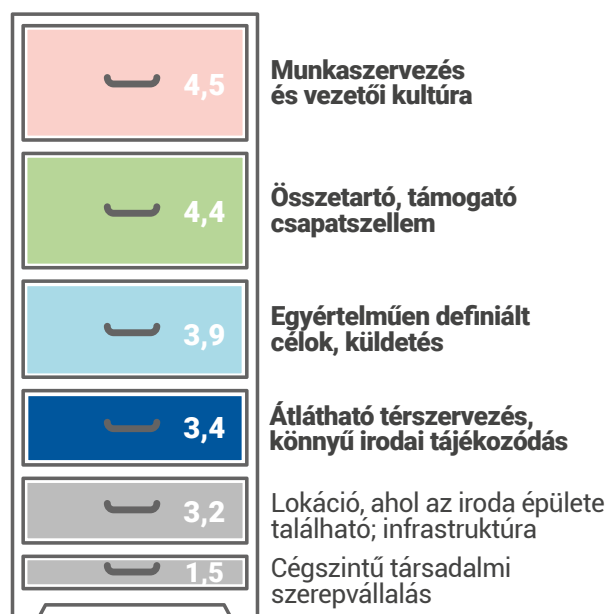 4,5
Munkaszervezés
és vezetői kultúra
4,4
Összetartó, támogató
csapatszellem
3,9
Egyértelműen definiált
célok, küldetés
3,4
Átlátható térszervezés,
könnyű irodai tájékozódás
3,2
Lokáció, ahol az iroda épülete
található; infrastruktúra
1,5
Cégszintű társadalmi
szerepvállalás